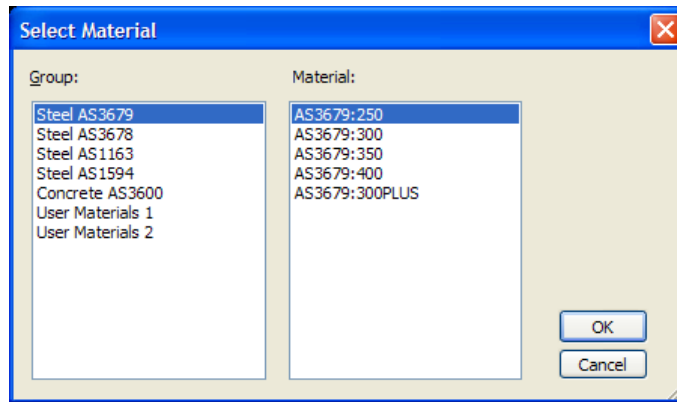 Select Material
Group:
Steel AS3679
Steel AS3678
Steel AS1163
Steel AS1594
Concrete AS3600
User Materials 1
User Materials 2
Material:
AS3679:250
AS3679:300
AS3679:350
AS3679:400
AS3679:300PLUS
OK
Cancel